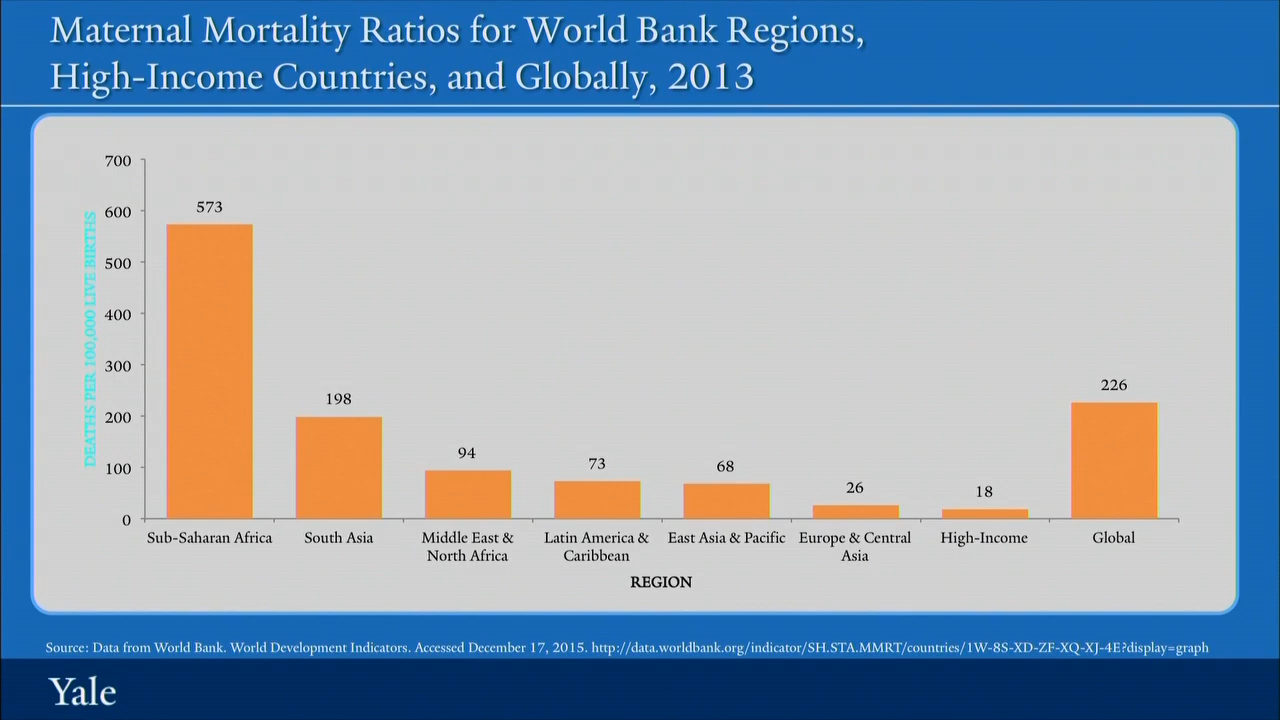 Maternal Mortality Ratios for World Bank Regions,
High-Income Countries, and Globally, 2013
DEATHS PER 100,000 LIVE BIRTHS
700
600
500
400
300
200
100
0
573
198
94
73
68
26
18
226
Sub-Saharan Africa
South Asia
Middle East &
North Africa
Latin America &
Caribbean
East Asia & Pacific
Europe & Central
Asia
High-Income
Global
REGION
Source: Data from World Bank. World Development Indicators. Accessed December 17, 2015. http://data.worldbank.org/indicator/SH.STA.MMRT/countries/1W-8S-XD-ZF-XQ-XJ-4E?display=graph
Yale